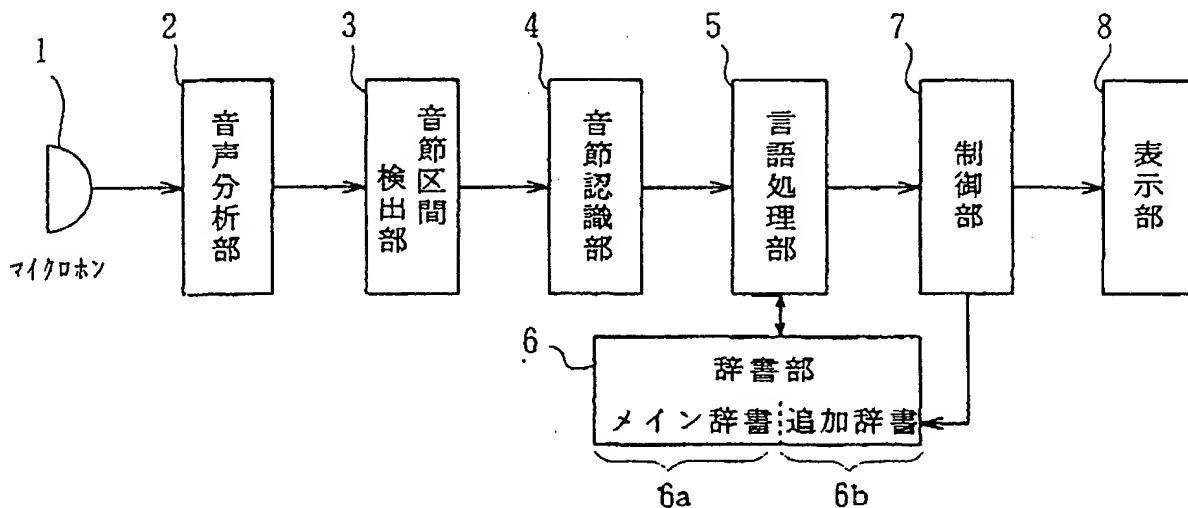 1
2
3
4
5
7
8
マイクロホン
音声分析部
音節区間
検出部
音節認識部
言語処理部
制御部
表示部
6
辞書部
メイン辞書
追加辞書
6a
6b